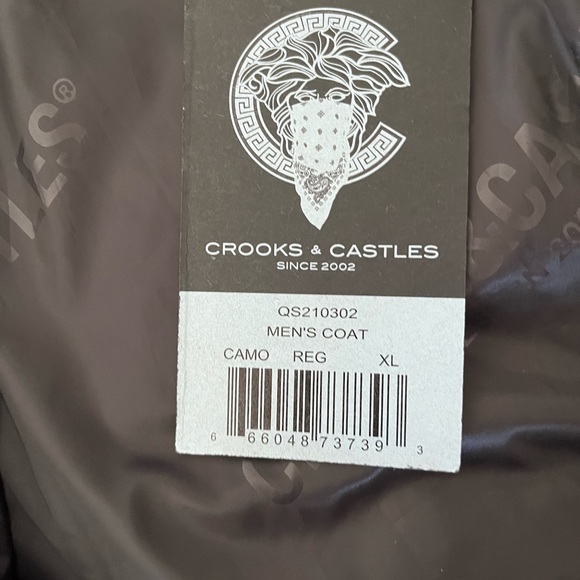 CROOKS & CASTLES
SINCE 2002
QS210302
MEN'S COAT
CAMO REG XL
6 66048 73739 3